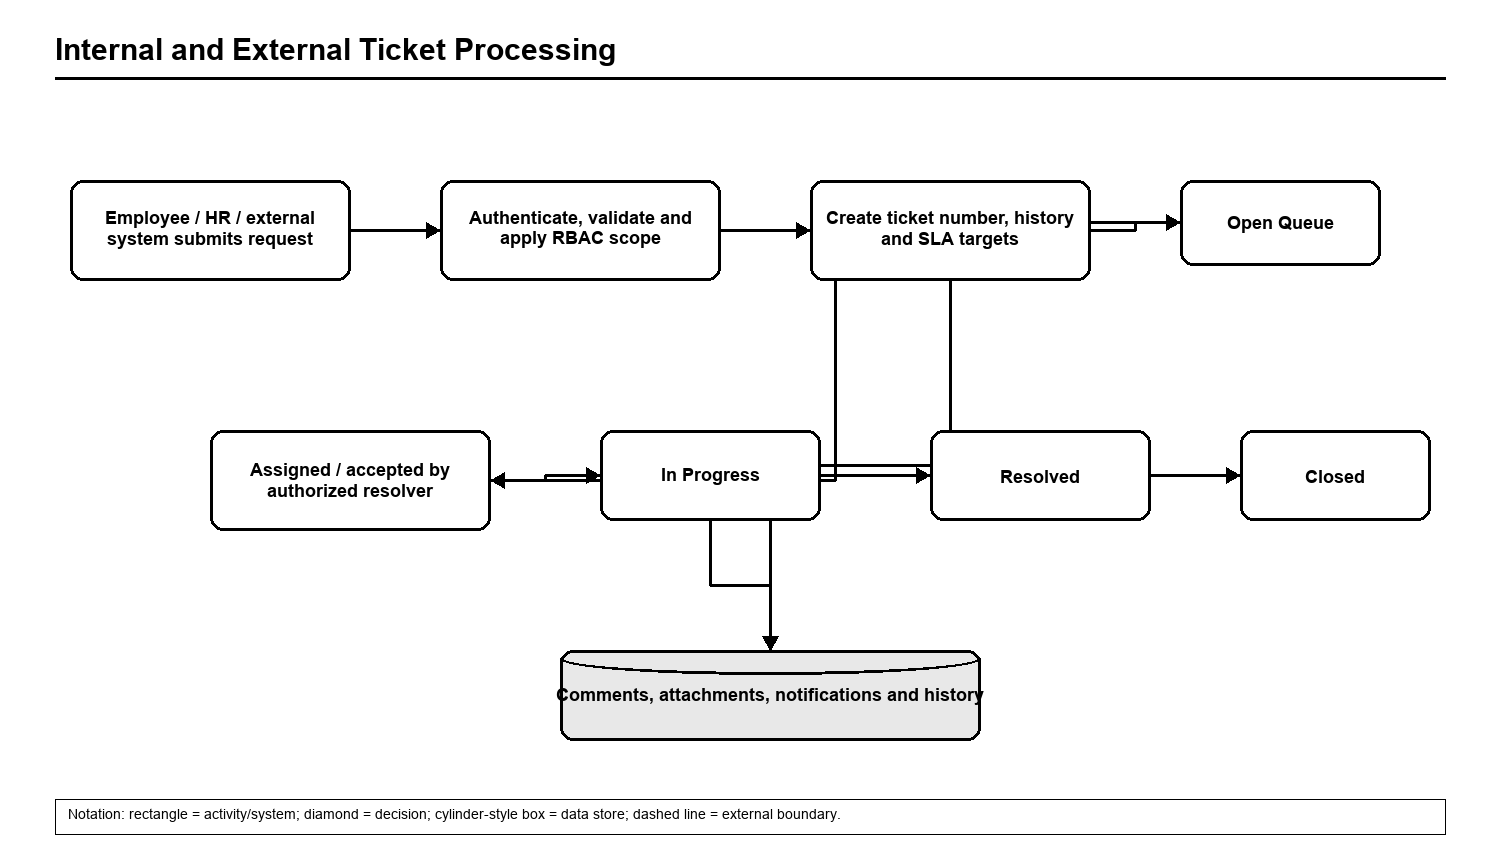 Internal and External Ticket Processing
Employee / HR / external
system submits request
Authenticate, validate and
apply RBAC scope
Create ticket number, history
and SLA targets
Open Queue
Assigned / accepted by
authorized resolver
In Progress
Resolved
Closed
Comments, attachments, notifications and history
Notation: rectangle = activity/system; diamond = decision; cylinder-style box = data store; dashed line = external boundary.